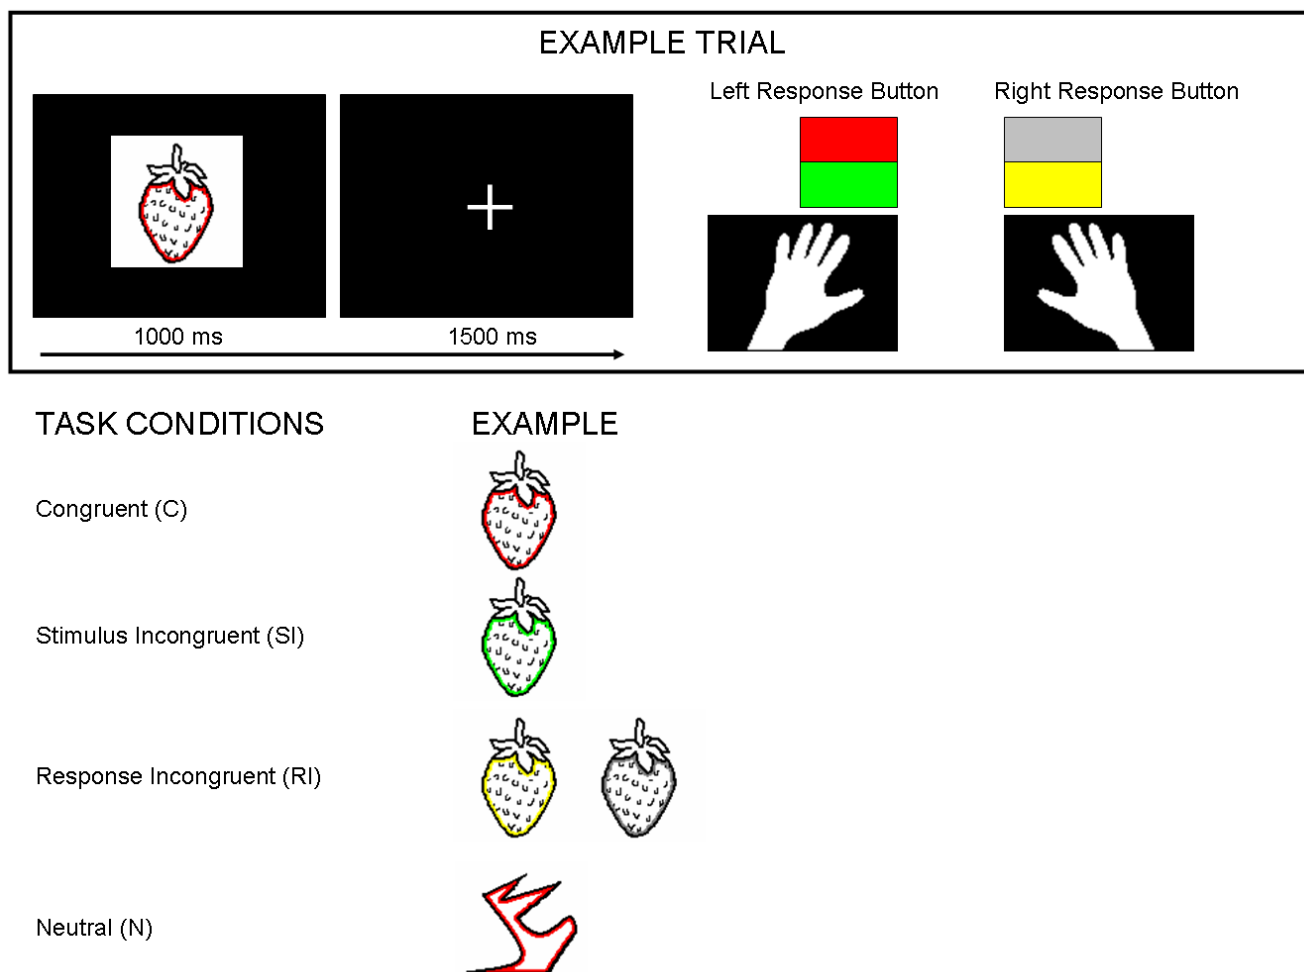 EXAMPLE TRIAL
Left Response Button
Right Response Button
1000 ms
1500 ms
TASK CONDITIONS
EXAMPLE
Congruent (C)
Stimulus Incongruent (SI)
Response Incongruent (RI)
Neutral (N)